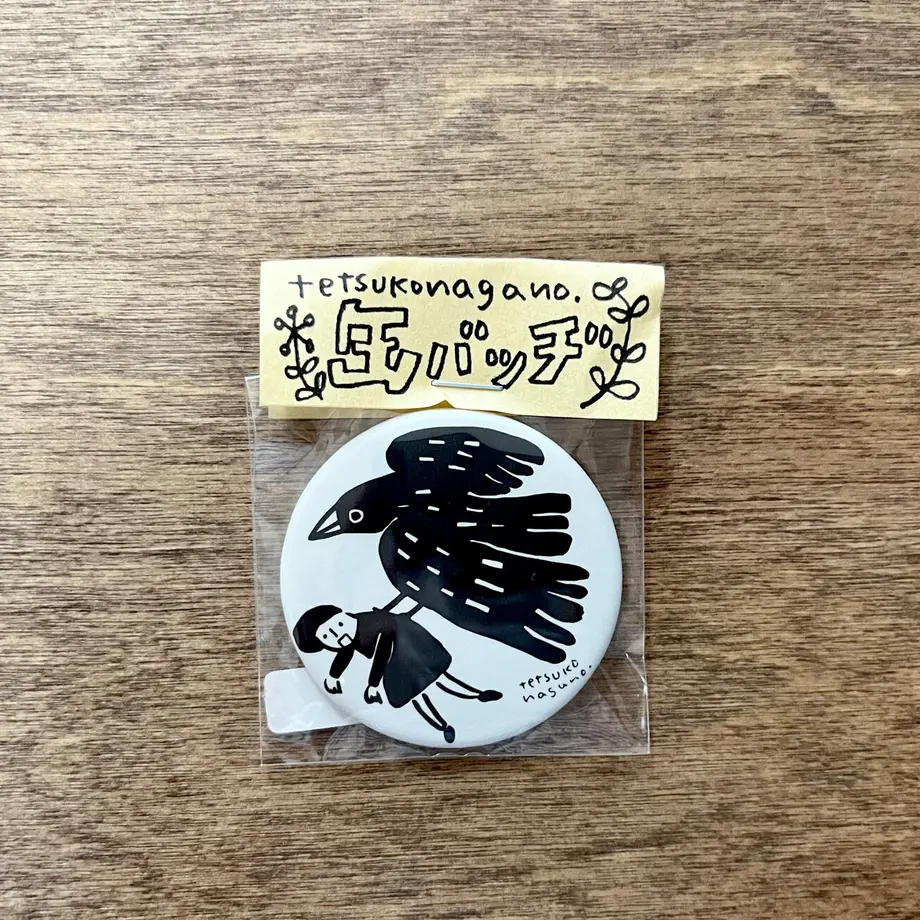 tetsukonagano.
缶バッヂ
tetsuko
nagano.